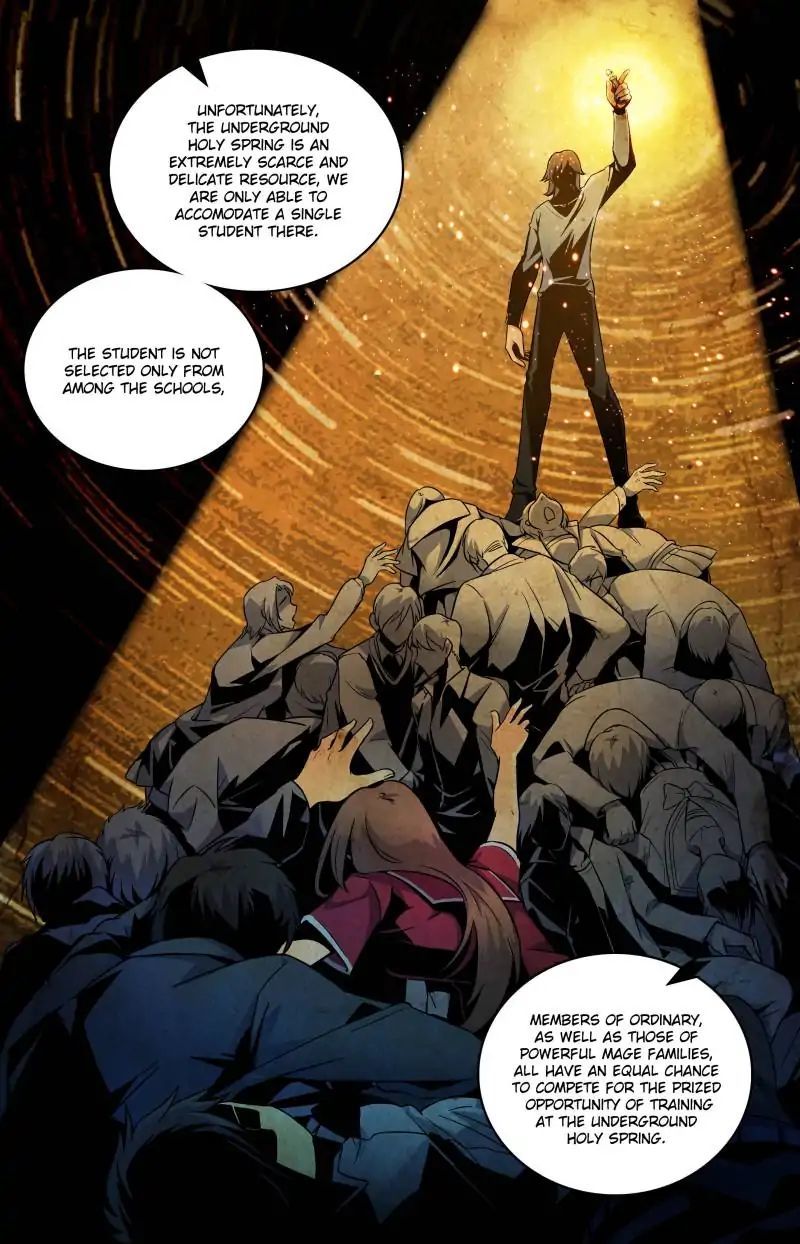 UNFORTUNATELY,
THE UNDERGROUND
HOLY SPRING IS AN
EXTREMELY SCARCE AND
DELICATE RESOURCE, WE
ARE ONLY ABLE TO
ACCOMODATE A SINGLE
STUDENT THERE.
THE STUDENT IS NOT
SELECTED ONLY FROM
AMONG THE SCHOOLS,
MEMBERS OF ORDINARY,
AS WELL AS THOSE OF
POWERFUL MAGE FAMILIES,
ALL HAVE AN EQUAL CHANCE
TO COMPETE FOR THE PRIZED
OPPORTUNITY OF TRAINING
AT THE UNDERGROUND
HOLY SPRING.